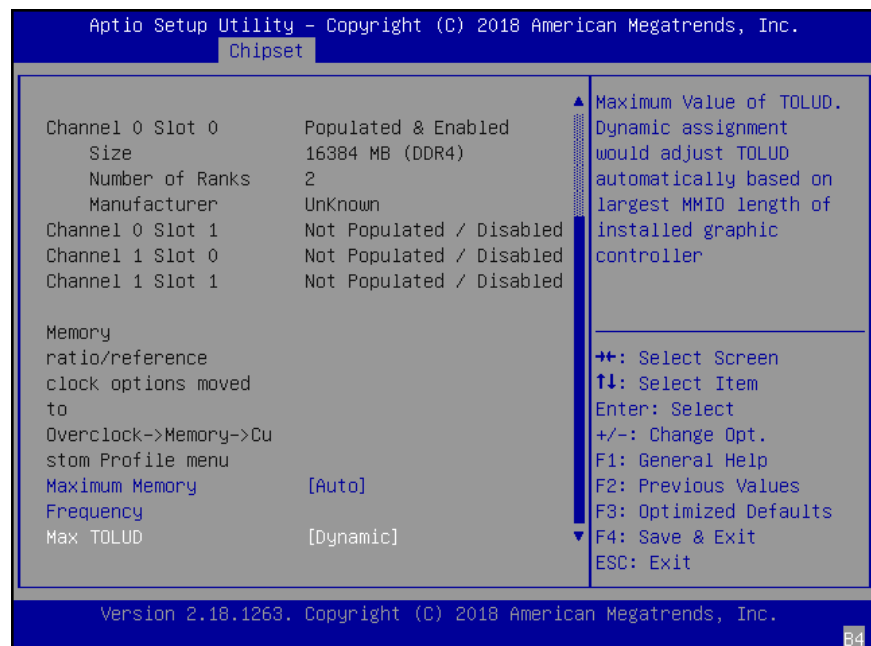 Aptio Setup Utility – Copyright (C) 2018 American Megatrends, Inc.
Chipset
Channel 0 Slot 0 Populated & Enabled
Size 16384 MB (DDR4)
Number of Ranks 2
Manufacturer UnKnown
Channel 0 Slot 1 Not Populated / Disabled
Channel 1 Slot 0 Not Populated / Disabled
Channel 1 Slot 1 Not Populated / Disabled
Memory
ratio/reference
clock options moved
to
Overclock->Memory->Cu
stom Profile menu
Maximum Memory [Auto]
Frequency
Max TOLUD [Dynamic]
Maximum Value of TOLUD.
Dynamic assignment
would adjust TOLUD
automatically based on
largest MMIO length of
installed graphic
controller
→←: Select Screen
↑↓: Select Item
Enter: Select
+/-: Change Opt.
F1: General Help
F2: Previous Values
F3: Optimized Defaults
F4: Save & Exit
ESC: Exit
Version 2.18.1263. Copyright (C) 2018 American Megatrends, Inc.
B4